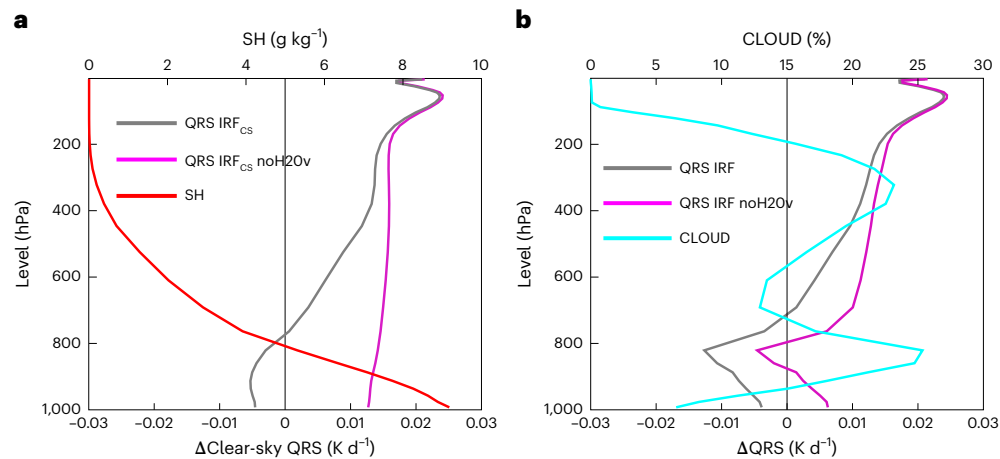 a
SH (g kg⁻¹)
0 2 4 6 8 10
QRS IRF_CS
QRS IRF_CS noH20v
SH
Level (hPa)
200
400
600
800
1,000
−0.03 −0.02 −0.01 0 0.01 0.02 0.03
ΔClear-sky QRS (K d⁻¹)
b
CLOUD (%)
0 5 10 15 20 25 30
QRS IRF
QRS IRF noH20v
CLOUD
Level (hPa)
200
400
600
800
1,000
−0.03 −0.02 −0.01 0 0.01 0.02 0.03
ΔQRS (K d⁻¹)